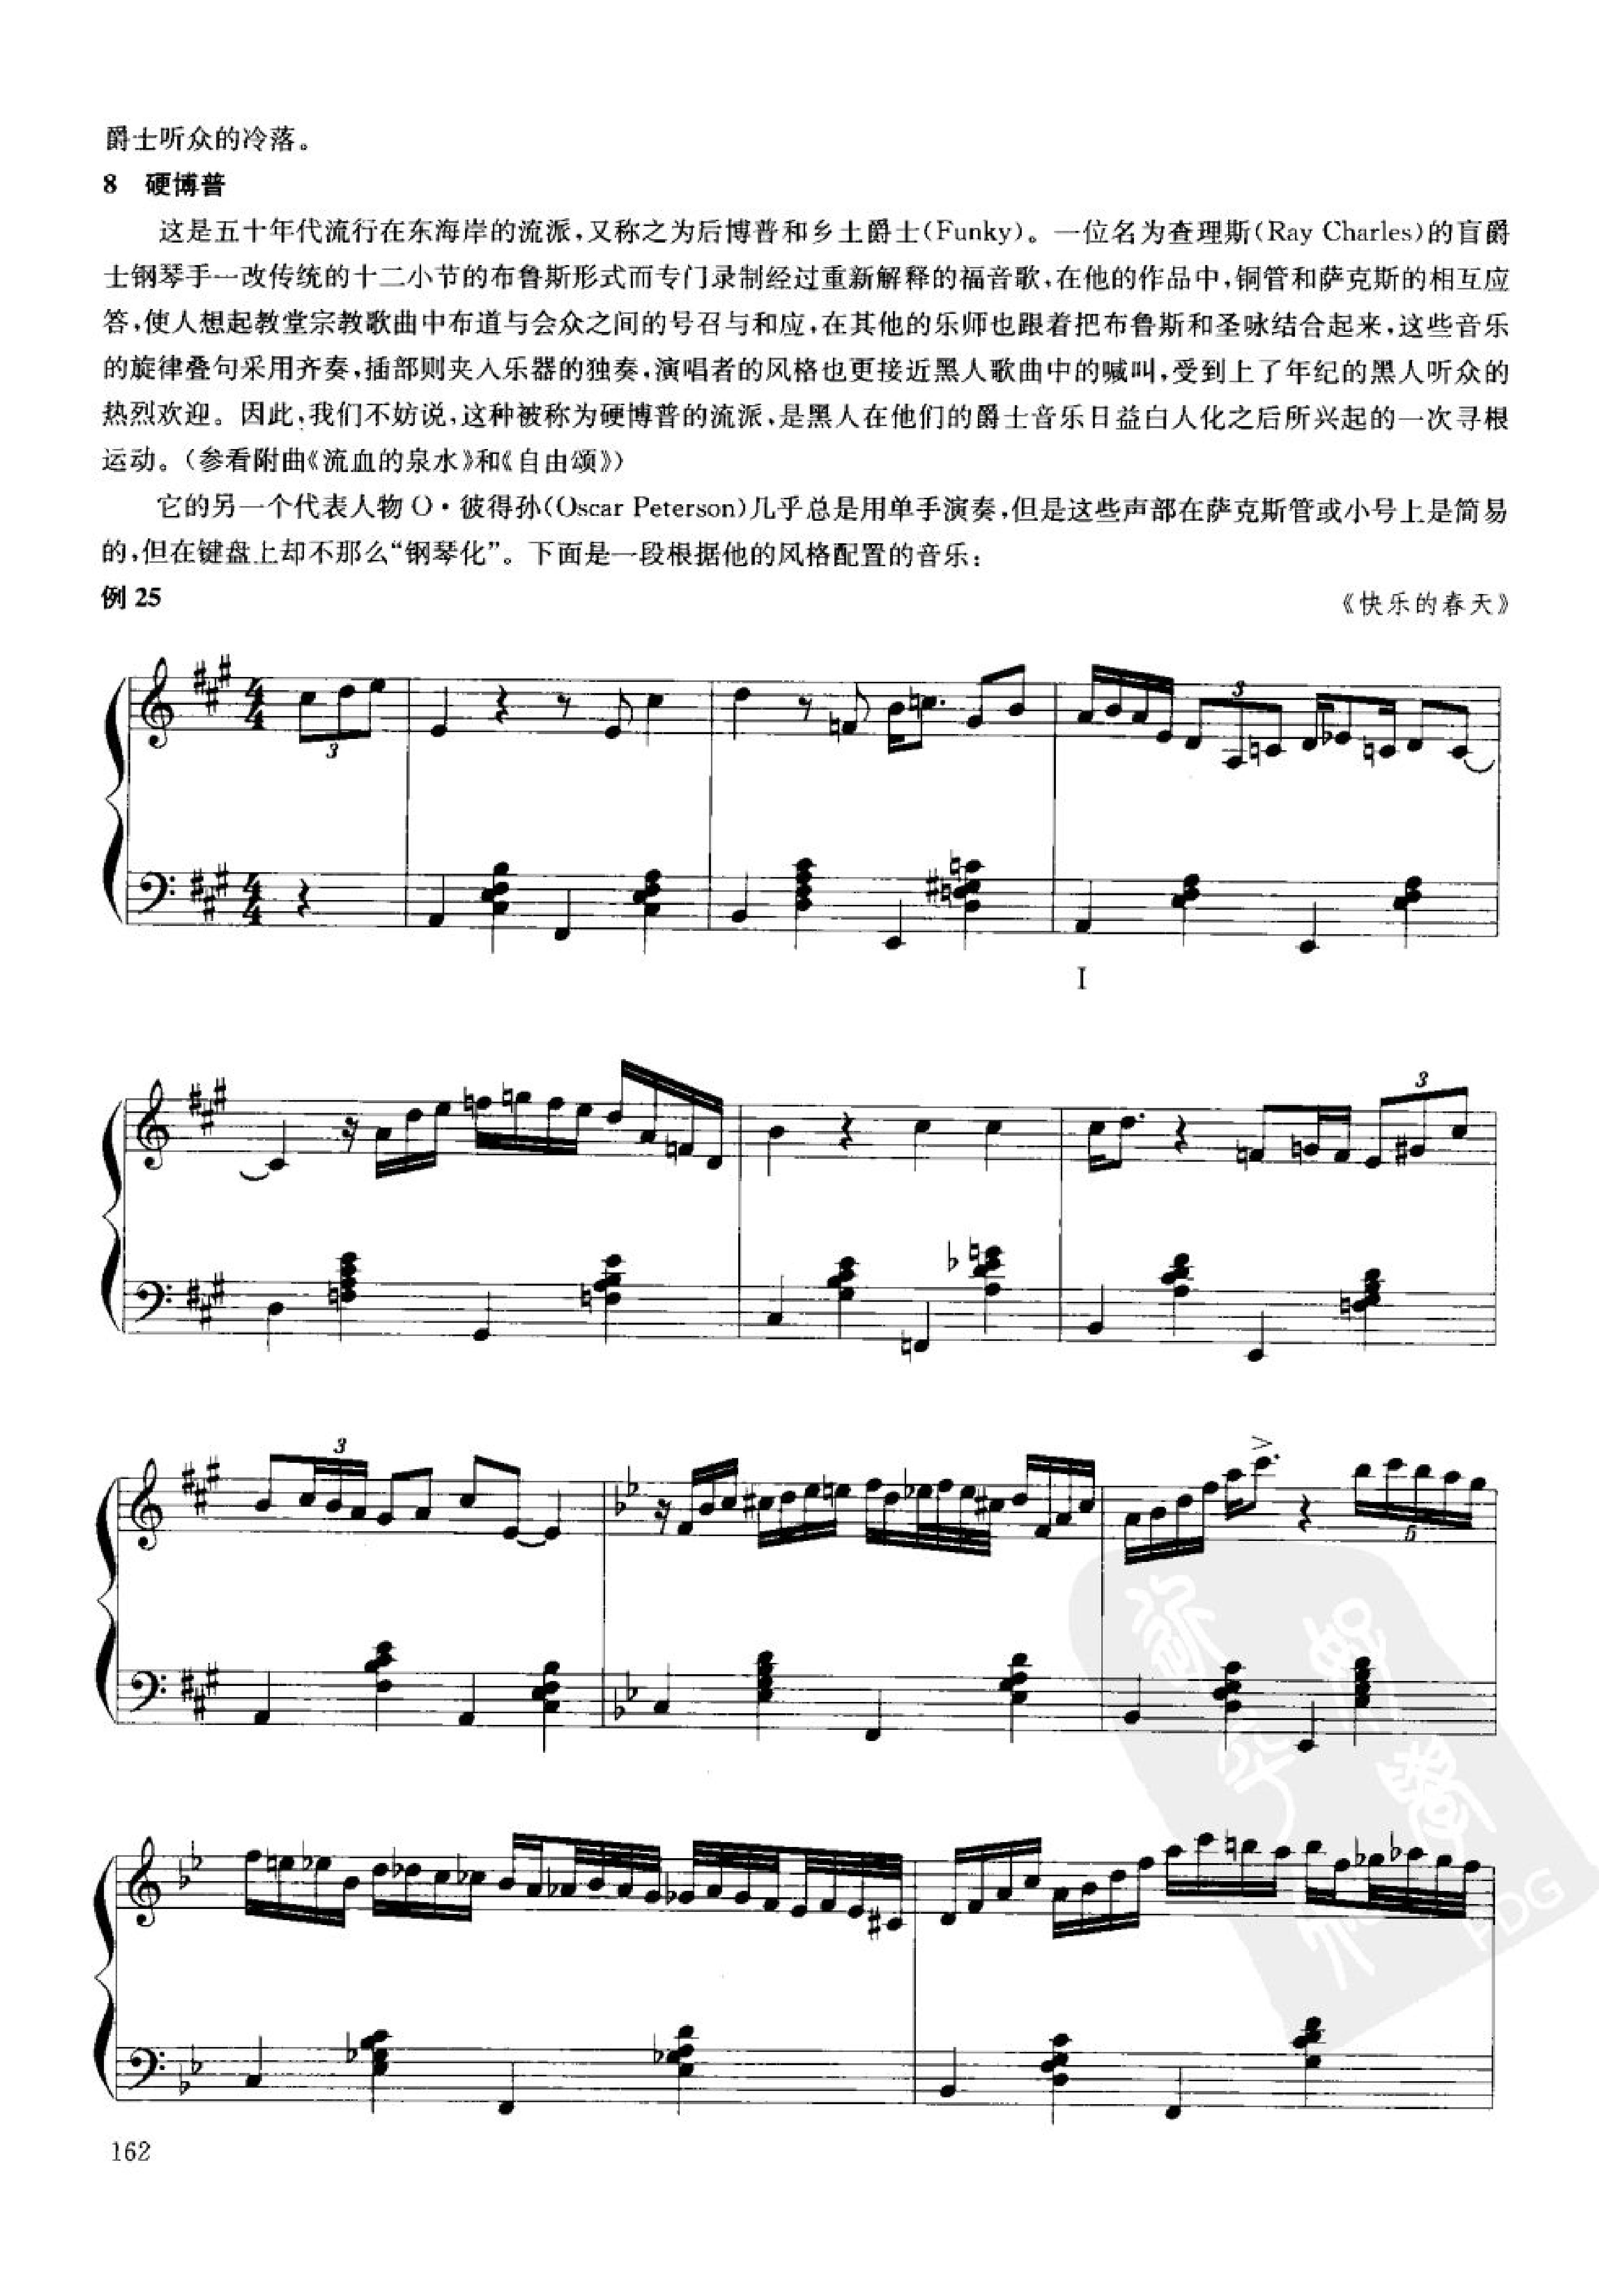 爵士听众的冷落。
8 硬博普
这是五十年代流行在东海岸的流派,又称之为后博普和乡土爵士(Funky)。一位名为查理斯(Ray Charles)的盲爵
士钢琴手一改传统的十二小节的布鲁斯形式而专门录制经过重新解释的福音歌,在他的作品中,铜管和萨克斯的相互应
答,使人想起教堂宗教歌曲中布道与会众之间的号召与和应,在其他的乐师也跟着把布鲁斯和圣咏结合起来,这些音乐
的旋律叠句采用齐奏,插部则夹入乐器的独奏,演唱者的风格也更接近黑人歌曲中的喊叫,受到上了年纪的黑人听众的
热烈欢迎。因此,我们不妨说,这种被称为硬博普的流派,是黑人在他们的爵士音乐日益白人化之后所兴起的一次寻根
运动。(参看附曲《流血的泉水》和《自由颂》)
它的另一个代表人物 O·彼得孙(Oscar Peterson)几乎总是用单手演奏,但是这些声部在萨克斯管或小号上是简易
的,但在键盘上却不那么“钢琴化”。下面是一段根据他的风格配置的音乐:
例 25
《快乐的春天》
3
3
I
3
3
5
PDG
162